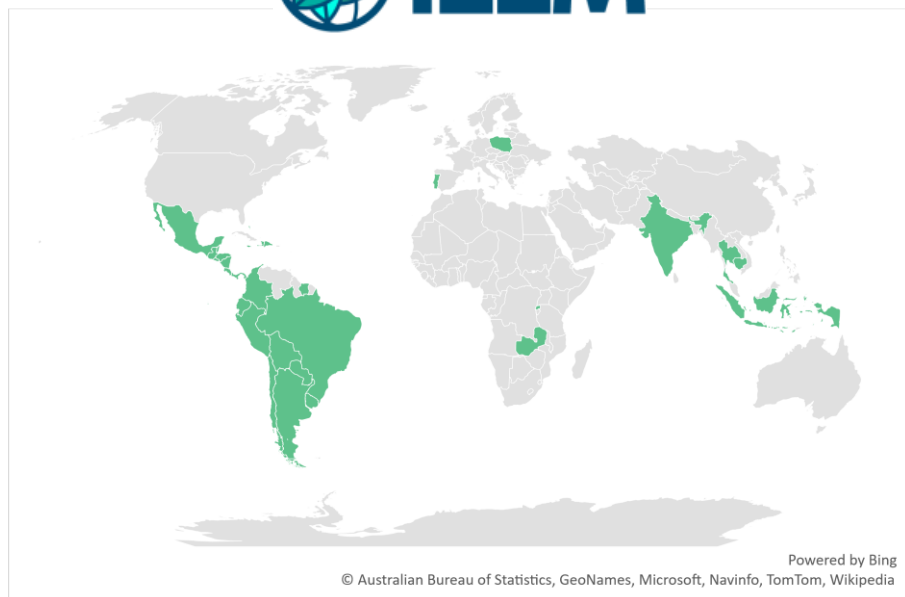 Powered by Bing
© Australian Bureau of Statistics, GeoNames, Microsoft, Navinfo, TomTom, Wikipedia